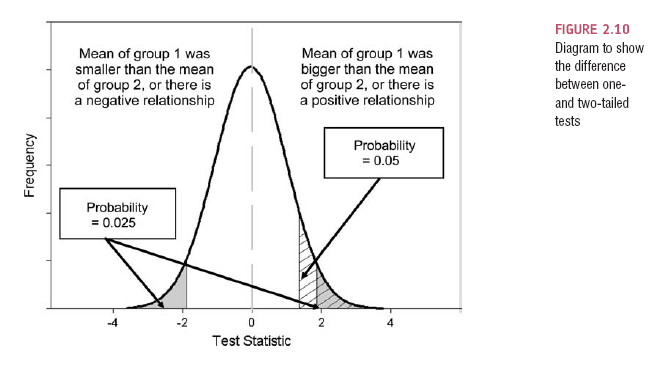 Mean of group 1 was
smaller than the mean
of group 2, or there is
a negative relationship
Mean of group 1 was
bigger than the mean
of group 2, or there is
a positive relationship
Probability
= 0.05
Probability
= 0.025
Frequency
-4
-2
0
2
4
Test Statistic
FIGURE 2.10
Diagram to show
the difference
between one-
and two-tailed
tests